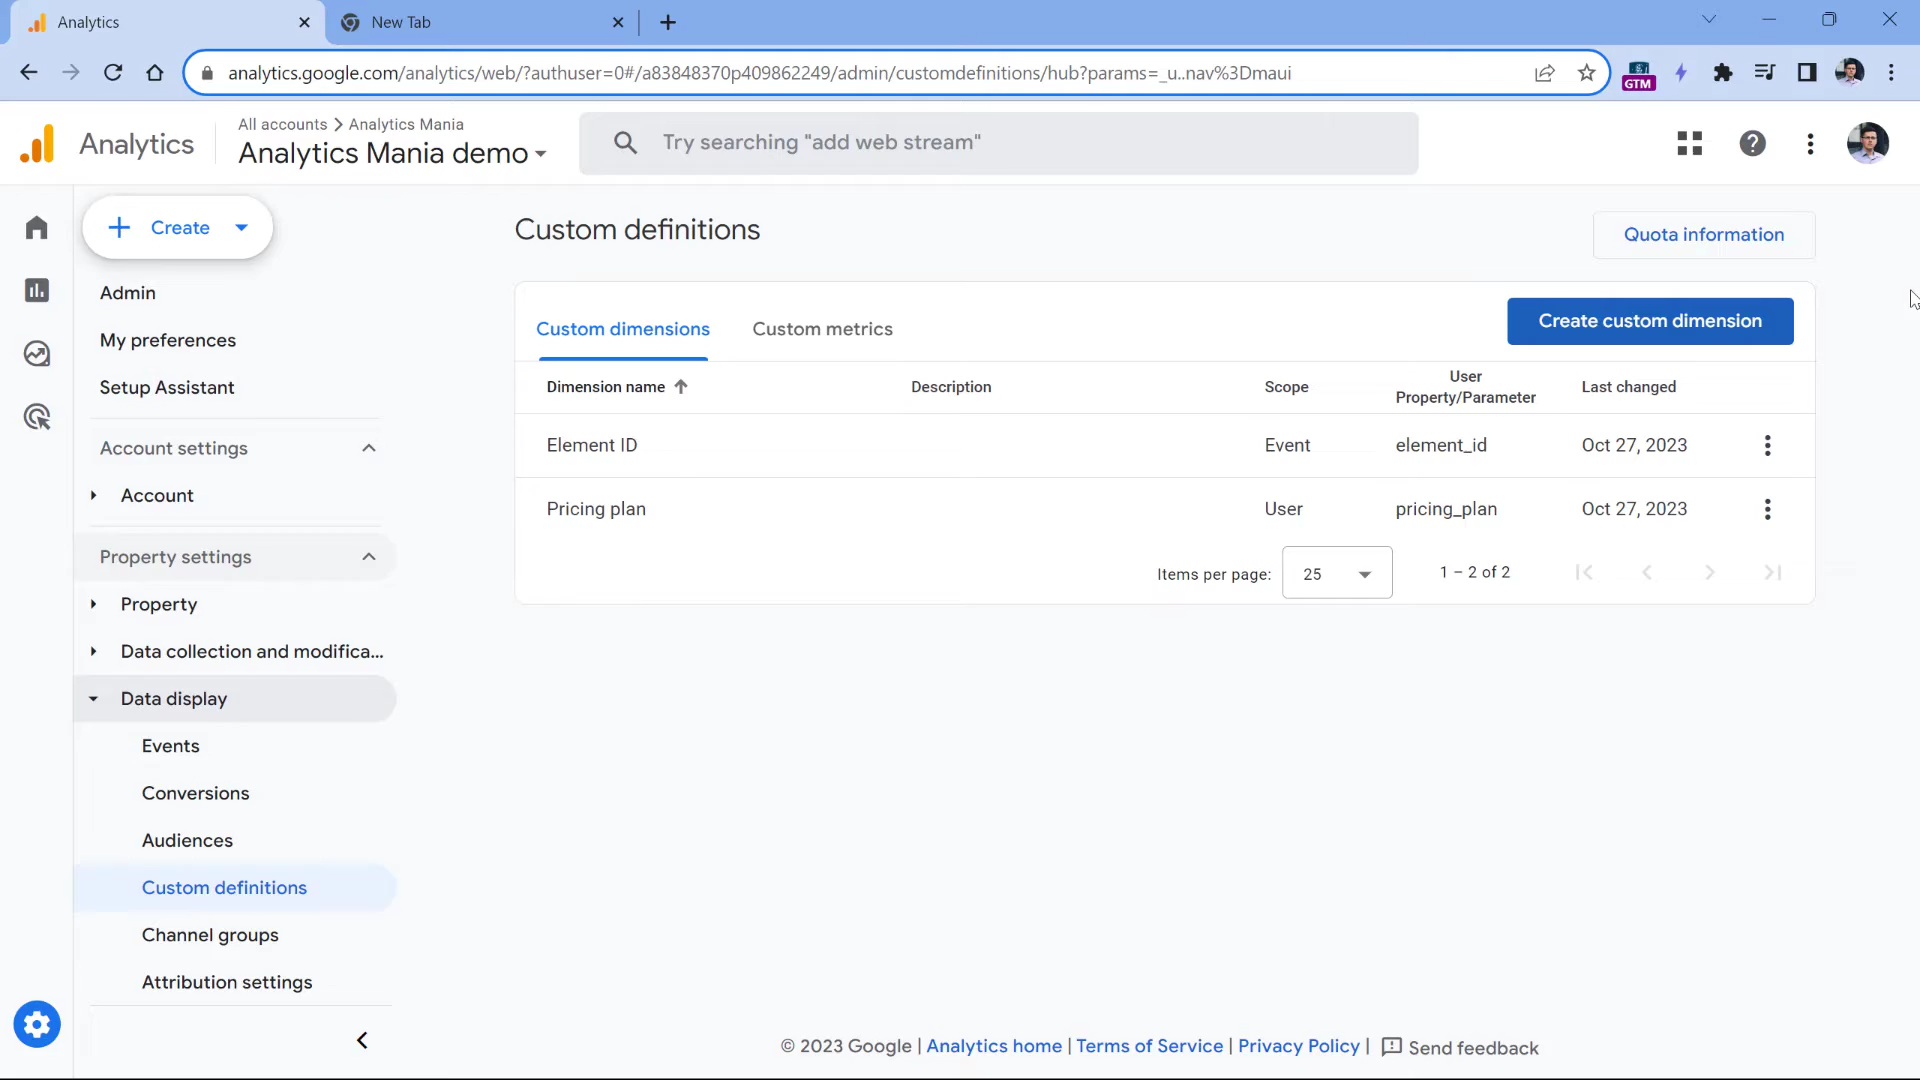 Analytics
New Tab
analytics.google.com/analytics/web/?authuser=0#/a83848370p409862249/admin/customdefinitions/hub?params=_u..nav%3Dmaui
GTM
Analytics
All accounts > Analytics Mania
Analytics Mania demo
Try searching "add web stream"
Create
Admin
My preferences
Setup Assistant
Account settings
Account
Property settings
Property
Data collection and modifica...
Data display
Events
Conversions
Audiences
Custom definitions
Channel groups
Attribution settings
Custom definitions
Quota information
Custom dimensions
Custom metrics
Create custom dimension
Dimension name
Description
Scope
User
Property/Parameter
Last changed
Element ID
Event
element_id
Oct 27, 2023
Pricing plan
User
pricing_plan
Oct 27, 2023
Items per page:
25
1 – 2 of 2
© 2023 Google | Analytics home | Terms of Service | Privacy Policy | Send feedback